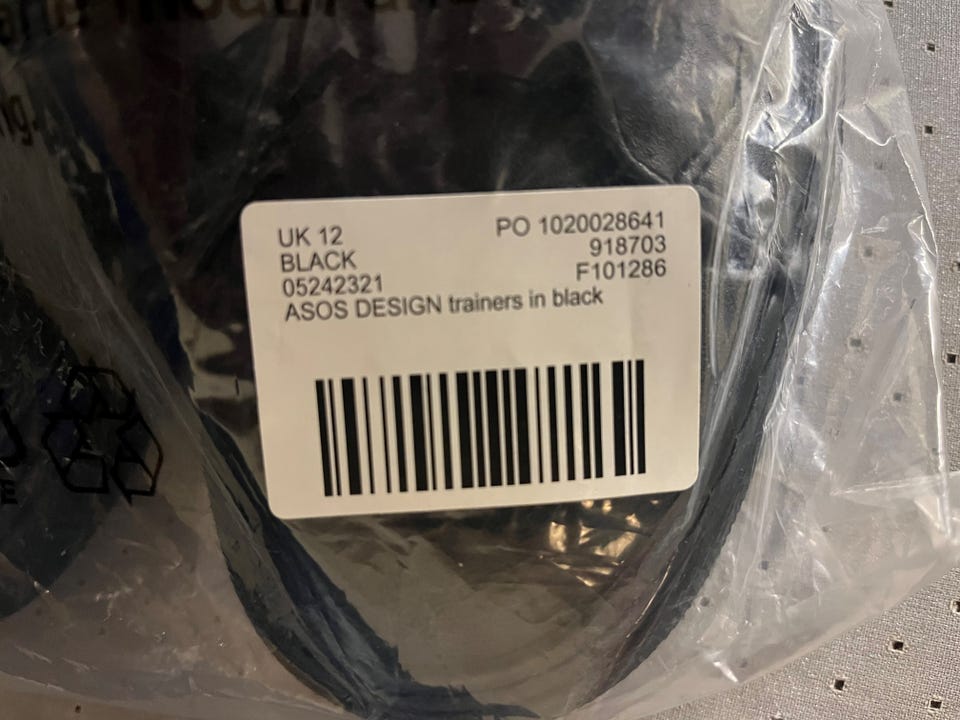 UK 12
BLACK
05242321
ASOS DESIGN trainers in black
PO 1020028641
918703
F101286